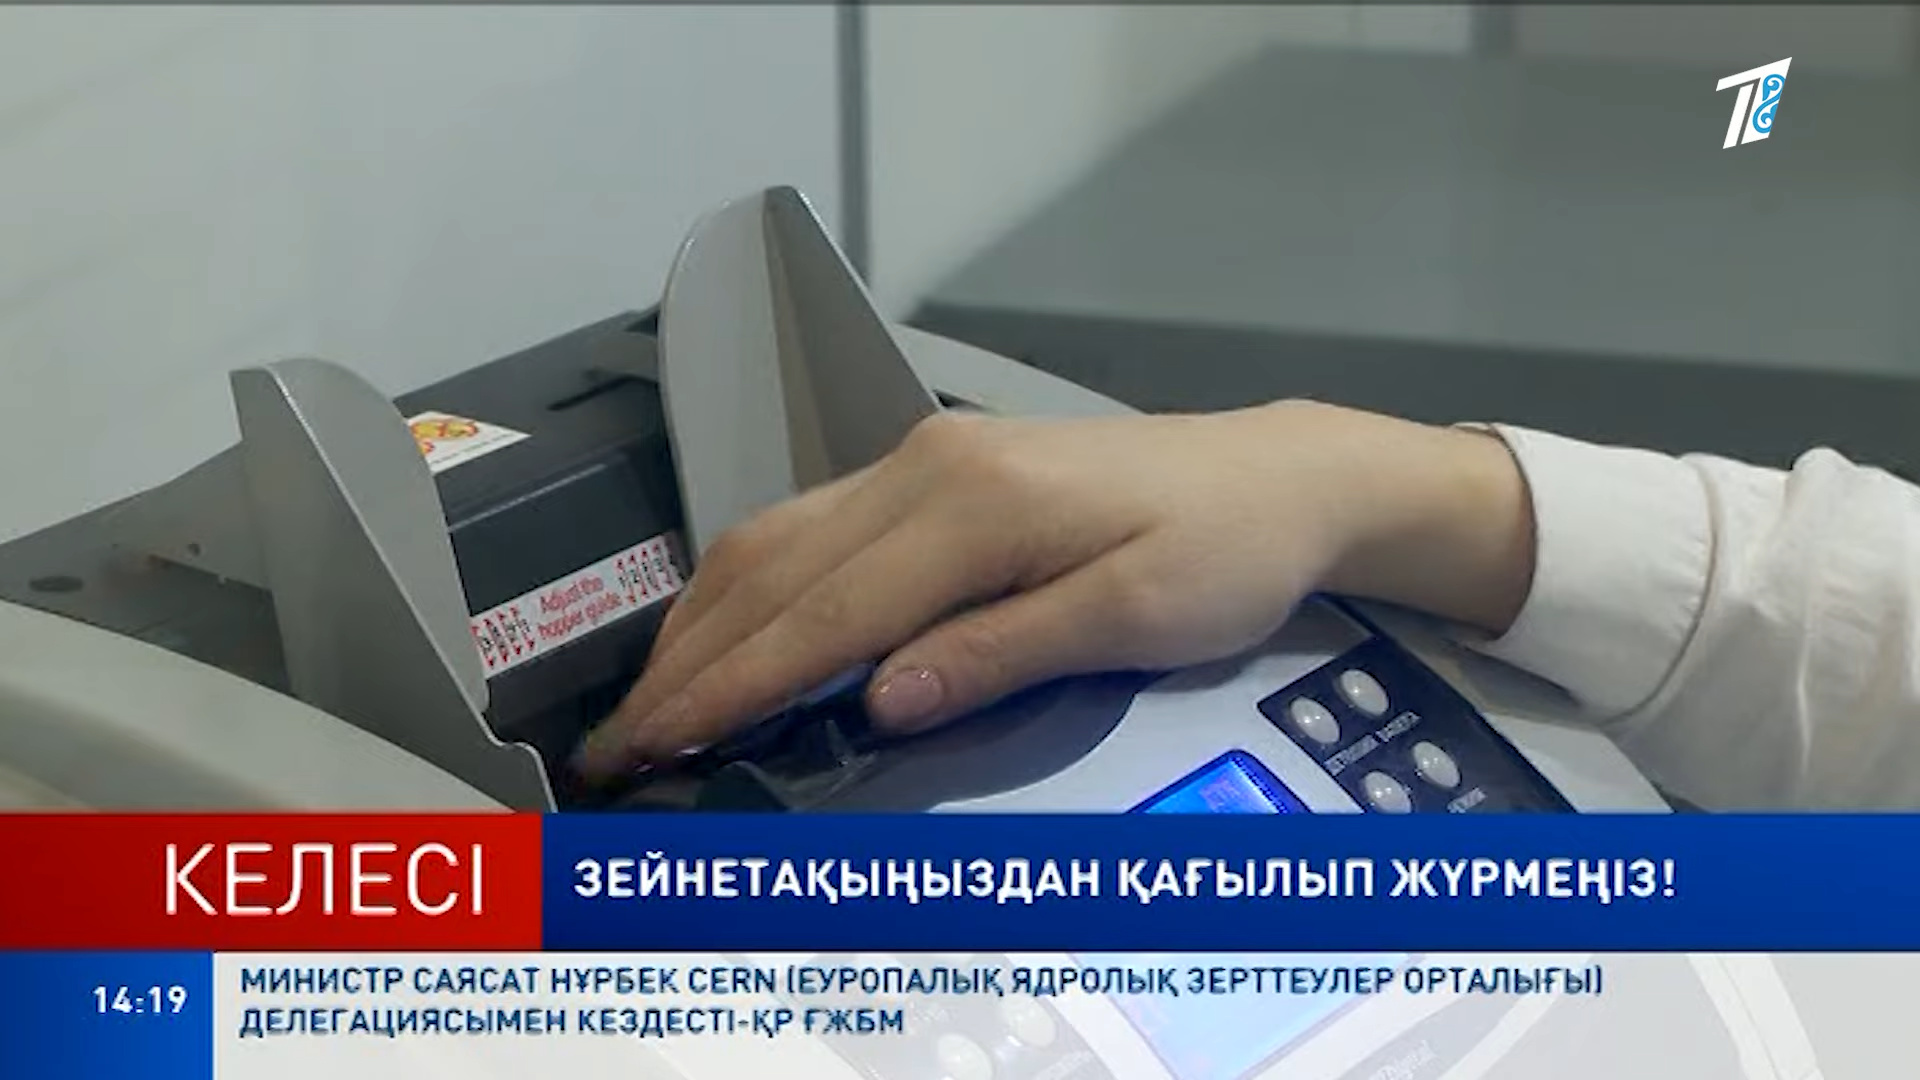 Adjust the
hopper guide
КЕЛЕСІ
ЗЕЙНЕТАҚЫҢЫЗДАН ҚАҒЫЛЫП ЖҮРМЕҢІЗ!
14:19
МИНИСТР САЯСАТ НҰРБЕК CERN (ЕУРОПАЛЫҚ ЯДРОЛЫҚ ЗЕРТТЕУЛЕР ОРТАЛЫҒЫ)
ДЕЛЕГАЦИЯСЫМЕН КЕЗДЕСТІ-ҚР ҒЖБМ